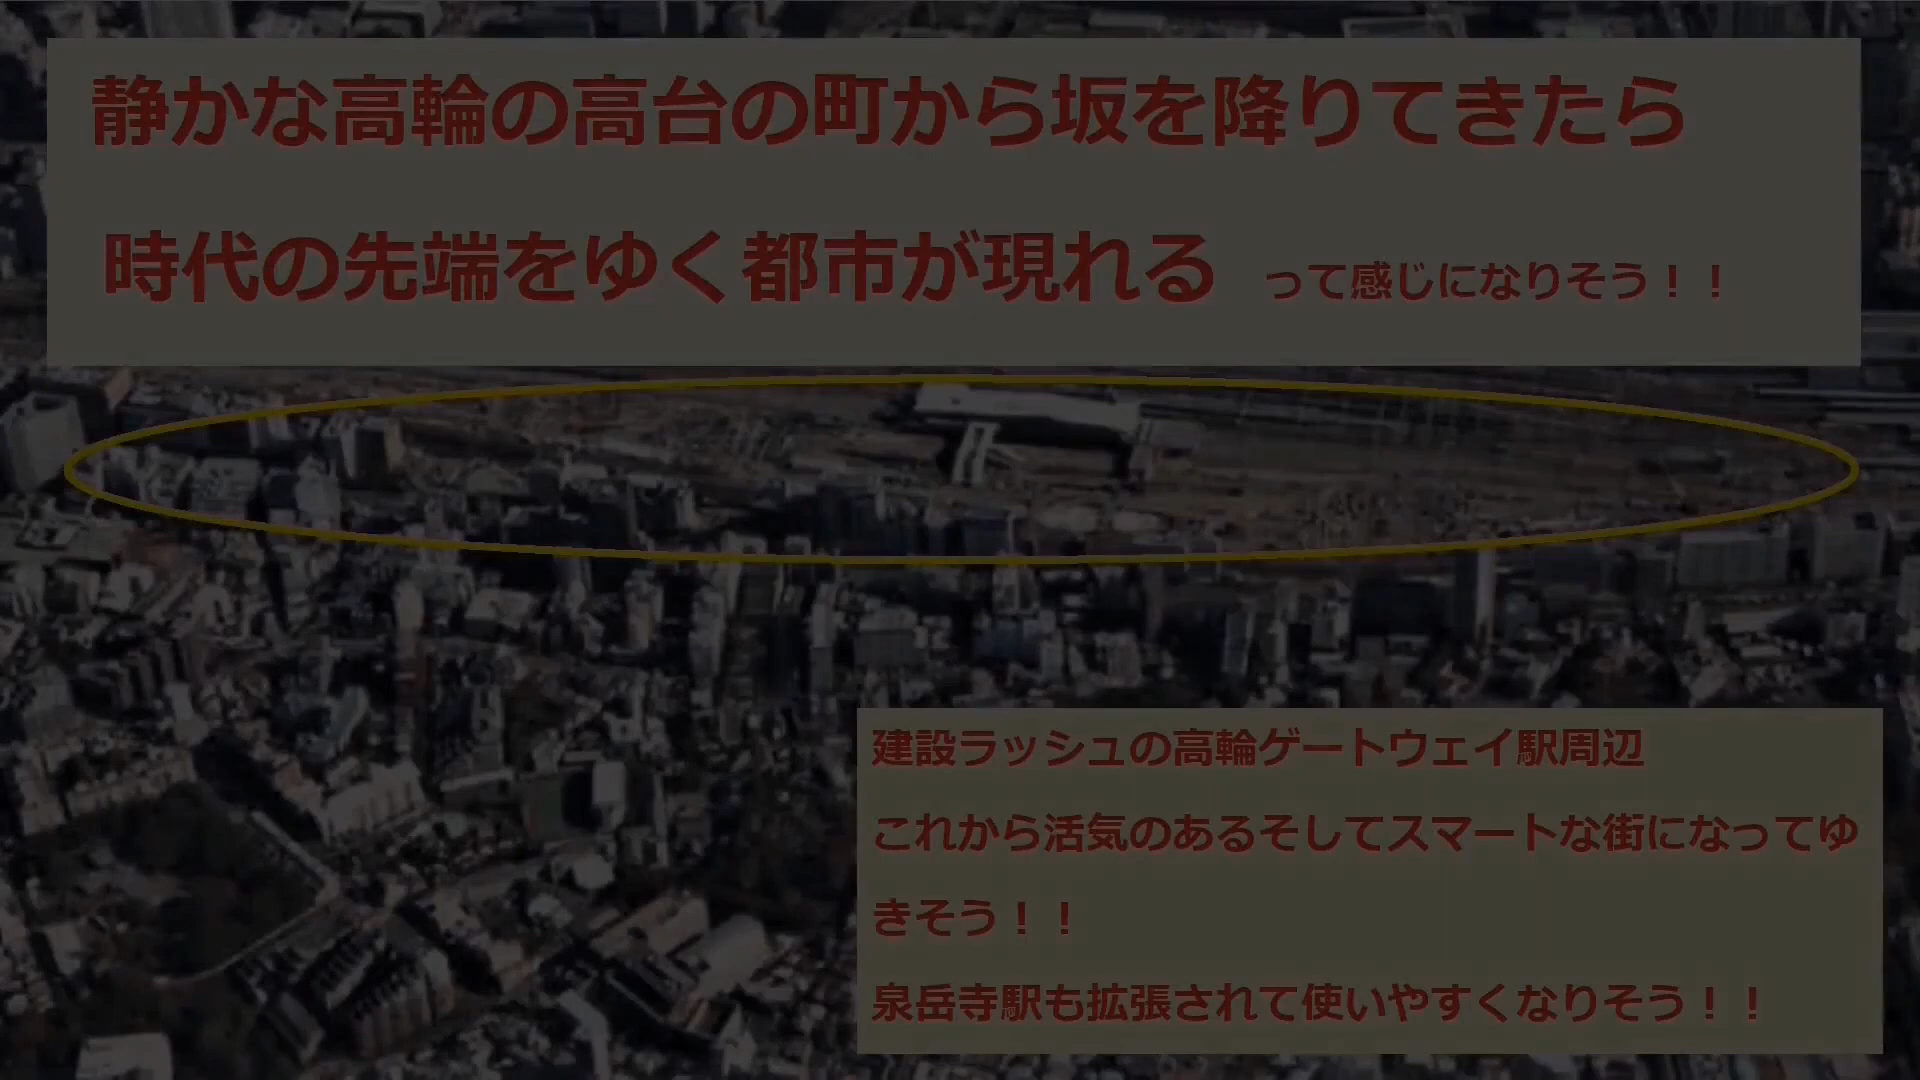 静かな高輪の高台の町から坂を降りてきたら
時代の先端をゆく都市が現れる って感じになりそう！！
建設ラッシュの高輪ゲートウェイ駅周辺
これから活気のあるそしてスマートな街になってゆ
きそう！！
泉岳寺駅も拡張されて使いやすくなりそう！！